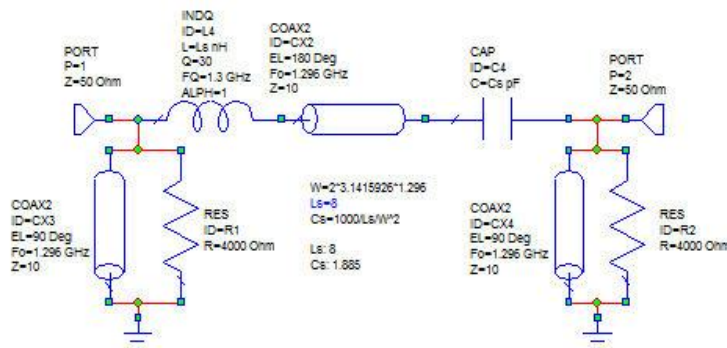 INDQ
ID=L4
L=Ls nH
Q=30
FQ=1.3 GHz
ALPH=1
COAX2
ID=CX2
EL=180 Deg
Fo=1.296 GHz
Z=10
CAP
ID=C4
C=Cs pF
PORT
P=1
Z=50 Ohm
PORT
P=2
Z=50 Ohm
COAX2
ID=CX3
EL=90 Deg
Fo=1.296 GHz
Z=10
RES
ID=R1
R=4000 Ohm
W=2*3.1415926*1.296
Ls=8
Cs=1000/Ls/W^2
Ls: 8
Cs: 1.885
COAX2
ID=CX4
EL=90 Deg
Fo=1.296 GHz
Z=10
RES
ID=R2
R=4000 Ohm